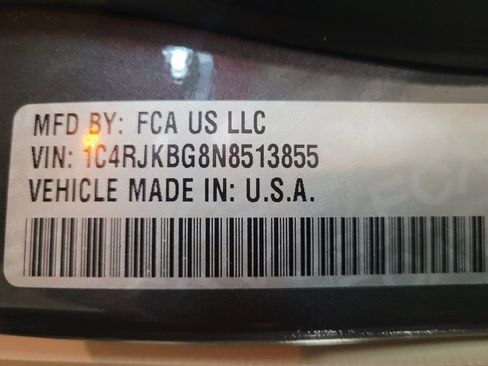 MFD BY: FCA US LLC
VIN: 1C4RJKBG8N8513855
VEHICLE MADE IN: U.S.A.